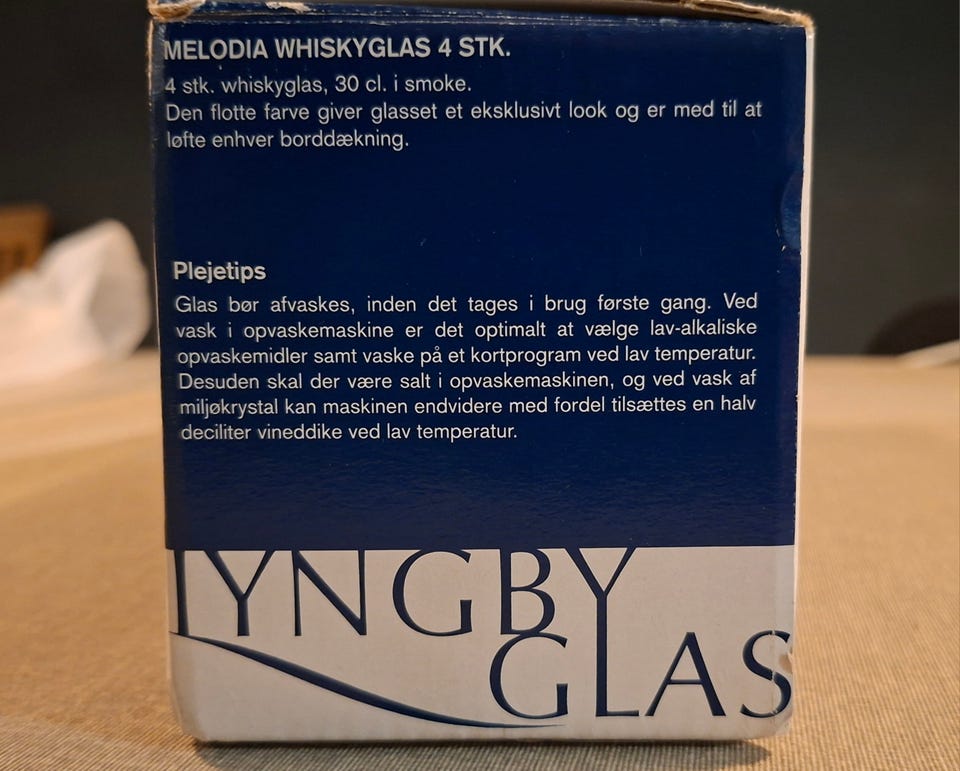 MELODIA WHISKYGLAS 4 STK.
4 stk. whiskyglas, 30 cl. i smoke.
Den flotte farve giver glasset et eksklusivt look og er med til at
løfte enhver borddækning.
Plejetips
Glas bør afvaskes, inden det tages i brug første gang. Ved
vask i opvaskemaskine er det optimalt at vælge lav-alkaliske
opvaskemidler samt vaske på et kortprogram ved lav temperatur.
Desuden skal der være salt i opvaskemaskinen, og ved vask af
miljøkrystal kan maskinen endvidere med fordel tilsættes en halv
deciliter vineddike ved lav temperatur.
LYNGBY
GLAS